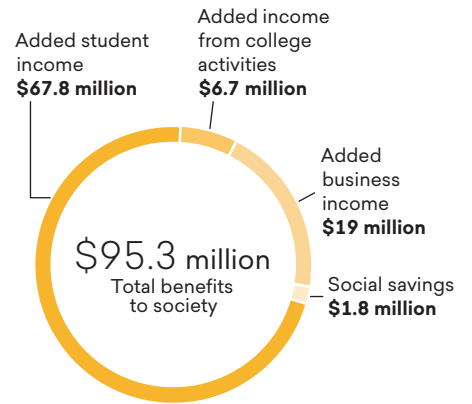 Added student
income
$67.8 million
Added income
from college
activities
$6.7 million
Added
business
income
$19 million
Social savings
$1.8 million
$95.3 million
Total benefits
to society